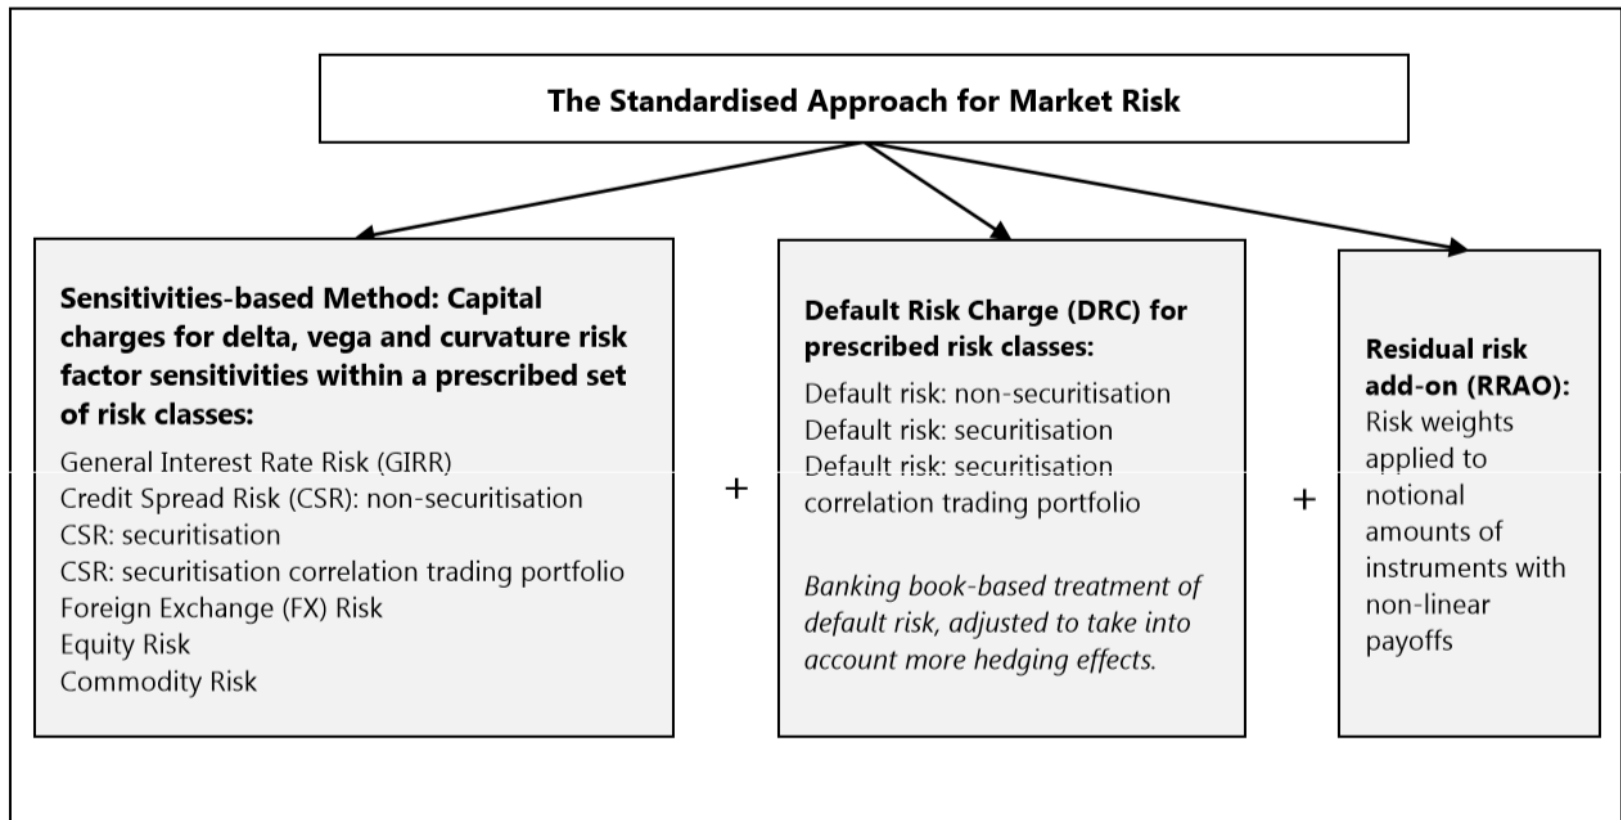 The Standardised Approach for Market Risk
Sensitivities-based Method: Capital
charges for delta, vega and curvature risk
factor sensitivities within a prescribed set
of risk classes:
General Interest Rate Risk (GIRR)
Credit Spread Risk (CSR): non-securitisation
CSR: securitisation
CSR: securitisation correlation trading portfolio
Foreign Exchange (FX) Risk
Equity Risk
Commodity Risk
+
Default Risk Charge (DRC) for
prescribed risk classes:
Default risk: non-securitisation
Default risk: securitisation
Default risk: securitisation
correlation trading portfolio
Banking book-based treatment of
default risk, adjusted to take into
account more hedging effects.
+
Residual risk
add-on (RRAO):
Risk weights
applied to
notional
amounts of
instruments with
non-linear
payoffs